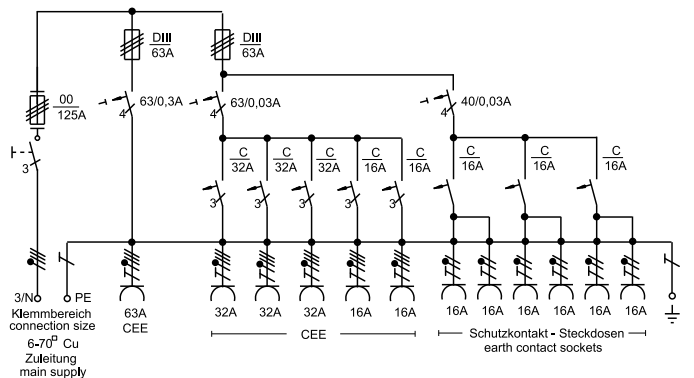 DIII
63A
DIII
63A
00
125A
63/0,3A
63/0,03A
40/0,03A
4
4
4
3
C
32A
C
32A
C
32A
C
16A
C
16A
C
16A
C
16A
C
16A
3
3
3
3
3
3/N
PE
63A
CEE
32A
32A
32A
16A
16A
16A
16A
16A
16A
16A
16A
CEE
Klemmbereich
connection size
6-70□ Cu
Zuleitung
main supply
Schutzkontakt - Steckdosen
earth contact sockets